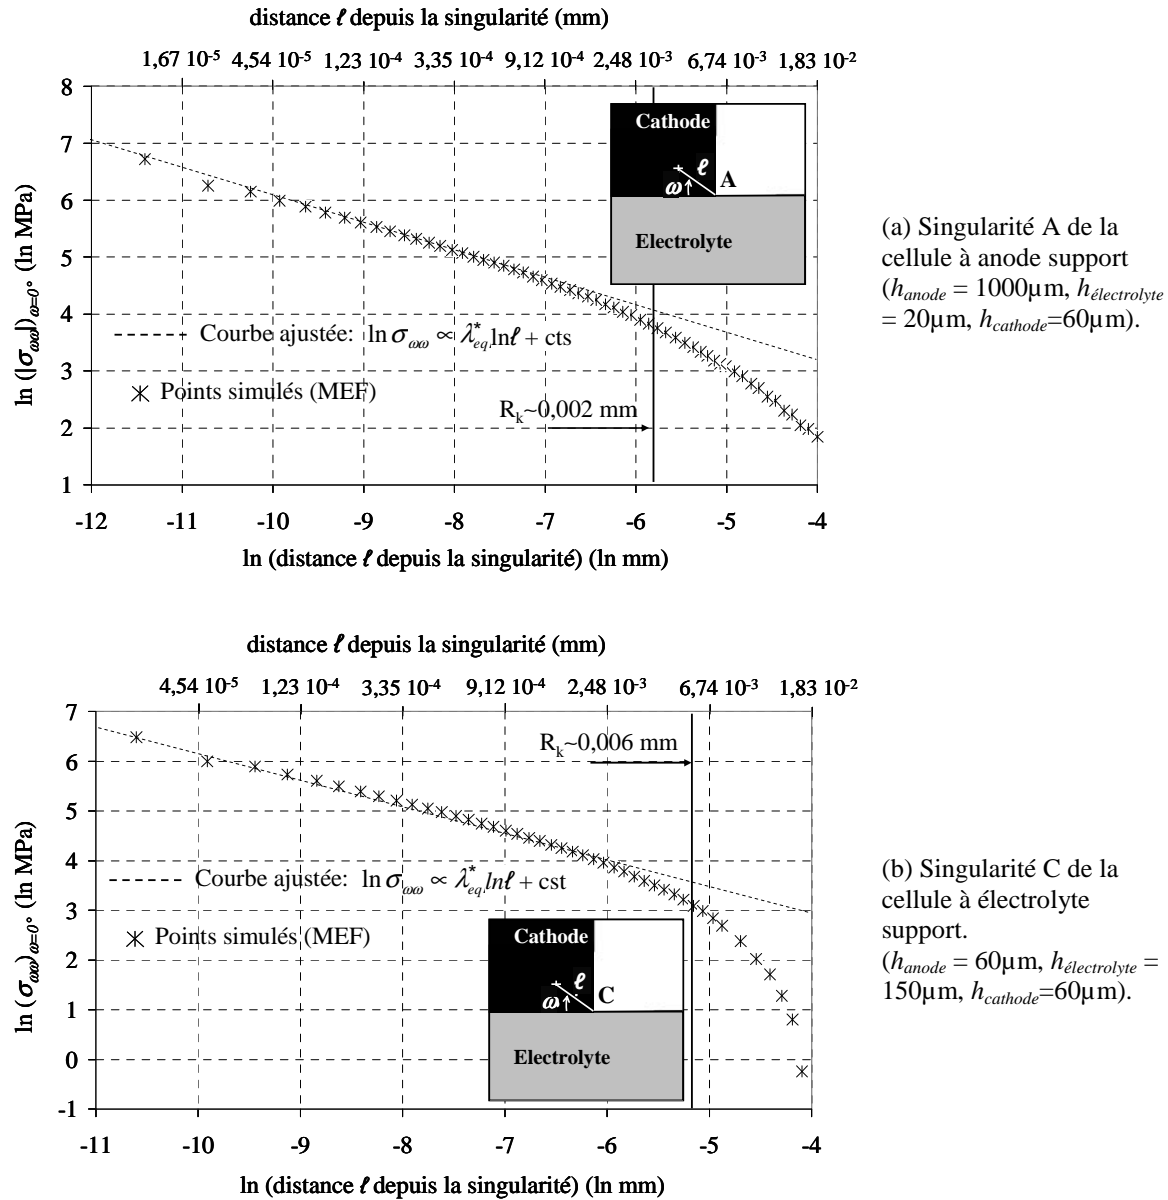 distance ℓ depuis la singularité (mm)
1,67 10⁻⁵ 4,54 10⁻⁵ 1,23 10⁻⁴ 3,35 10⁻⁴ 9,12 10⁻⁴ 2,48 10⁻³ 6,74 10⁻³ 1,83 10⁻²
8
7
6
5
4
3
2
1
ln (|σωω|)ω=0° (ln MPa)
Cathode
ℓ
ω
A
Electrolyte
Courbe ajustée: ln σωω ∝ λ*eq. lnℓ + cts
Points simulés (MEF)
Rk~0,002 mm
-12 -11 -10 -9 -8 -7 -6 -5 -4
ln (distance ℓ depuis la singularité) (ln mm)
(a) Singularité A de la
cellule à anode support
(hanode = 1000µm, hélectrolyte
= 20µm, hcathode=60µm).
distance ℓ depuis la singularité (mm)
4,54 10⁻⁵ 1,23 10⁻⁴ 3,35 10⁻⁴ 9,12 10⁻⁴ 2,48 10⁻³ 6,74 10⁻³ 1,83 10⁻²
7
6
5
4
3
2
1
0
-1
ln (σωω)ω=0° (ln MPa)
Rk~0,006 mm
Courbe ajustée: ln σωω ∝ λ*eq. lnℓ + cst
Points simulés (MEF)
Cathode
ℓ
ω
C
Electrolyte
-11 -10 -9 -8 -7 -6 -5 -4
ln (distance ℓ depuis la singularité) (ln mm)
(b) Singularité C de la
cellule à électrolyte
support.
(hanode = 60µm, hélectrolyte =
150µm, hcathode=60µm).